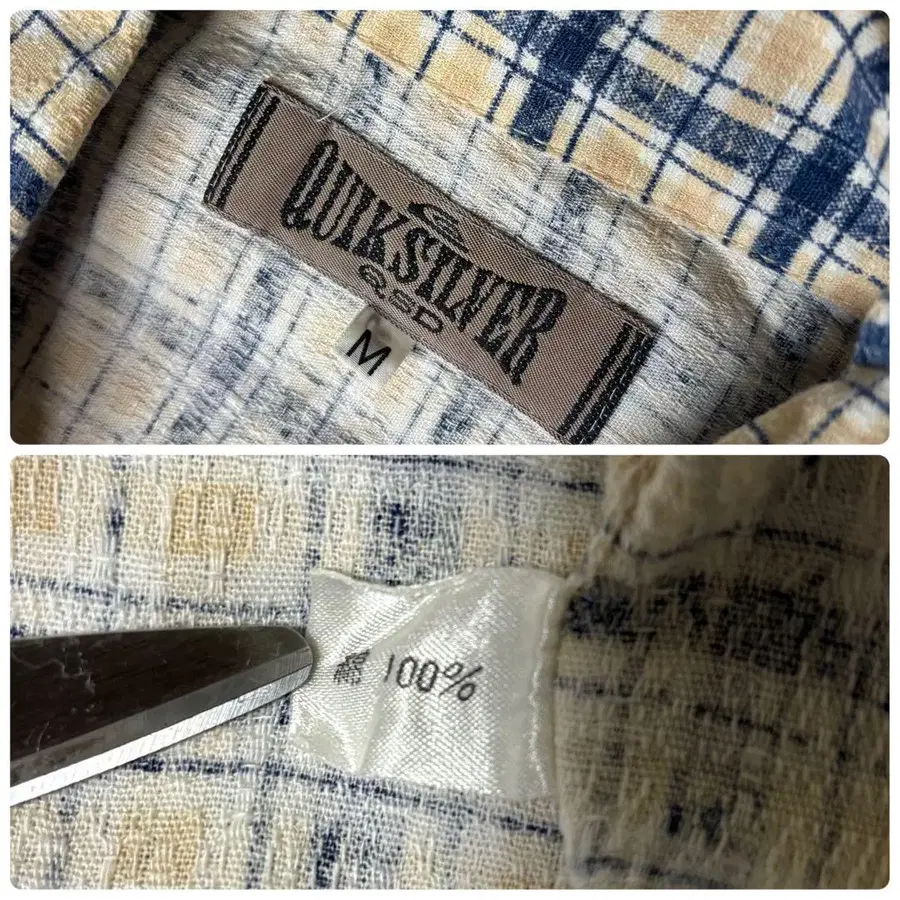 QUIKSILVER
QSD
M
綿 100%